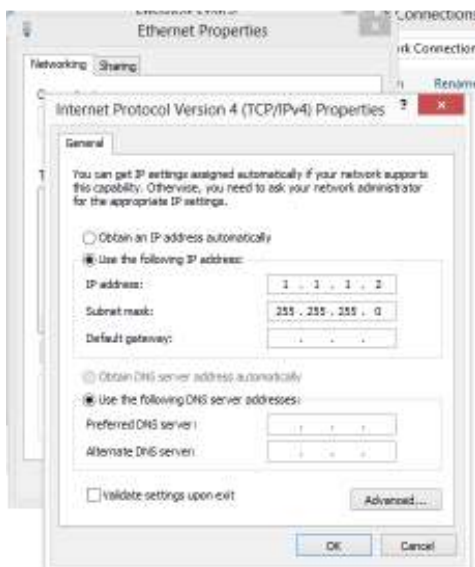 Connections
Ethernet Properties
rk Connection
Networking Sharing
Rename
Internet Protocol Version 4 (TCP/IPv4) Properties ? x
General
You can get IP settings assigned automatically if your network supports
this capability. Otherwise, you need to ask your network administrator
for the appropriate IP settings.
Obtain an IP address automatically
Use the following IP address:
IP address: 1 . 1 . 1 . 2
Subnet mask: 255 . 255 . 255 . 0
Default gateway: . . .
Obtain DNS server address automatically
Use the following DNS server addresses:
Preferred DNS server: . . .
Alternate DNS server: . . .
Validate settings upon exit
Advanced...
OK Cancel